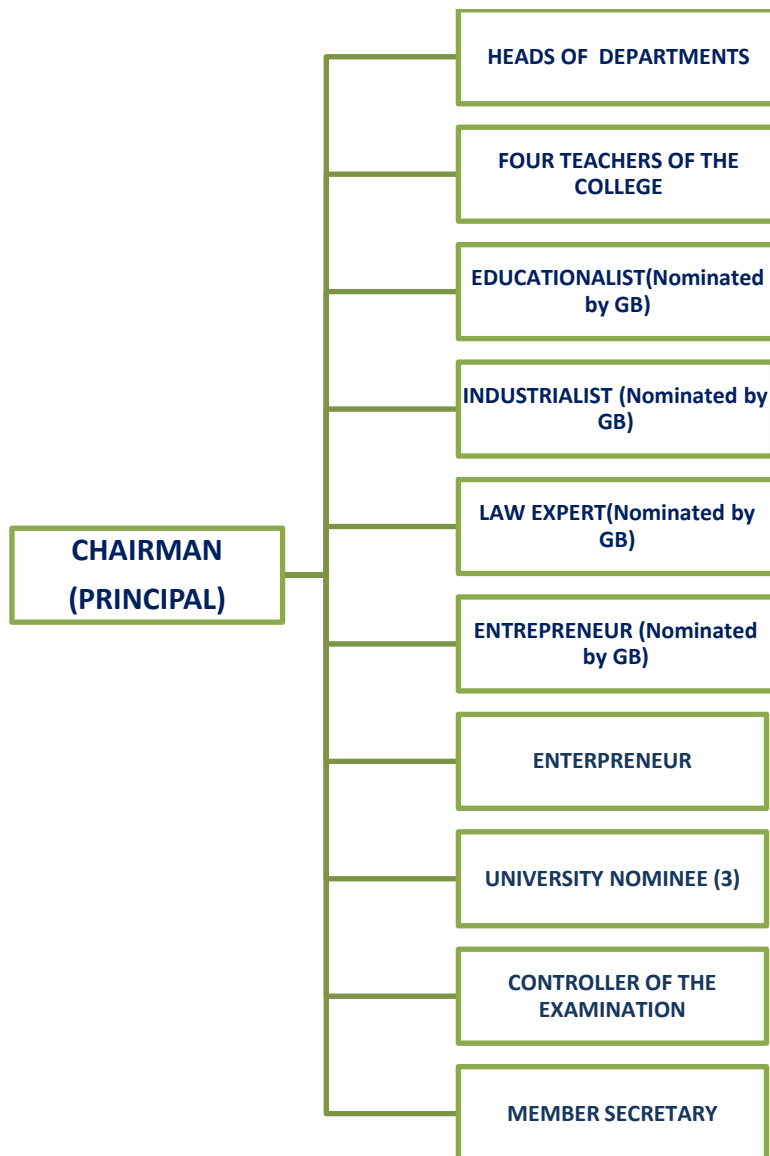 HEADS OF DEPARTMENTS
FOUR TEACHERS OF THE
COLLEGE
EDUCATIONALIST(Nominated
by GB)
INDUSTRIALIST (Nominated by
GB)
LAW EXPERT(Nominated by
GB)
CHAIRMAN
(PRINCIPAL)
ENTREPRENEUR (Nominated
by GB)
ENTERPRENEUR
UNIVERSITY NOMINEE (3)
CONTROLLER OF THE
EXAMINATION
MEMBER SECRETARY